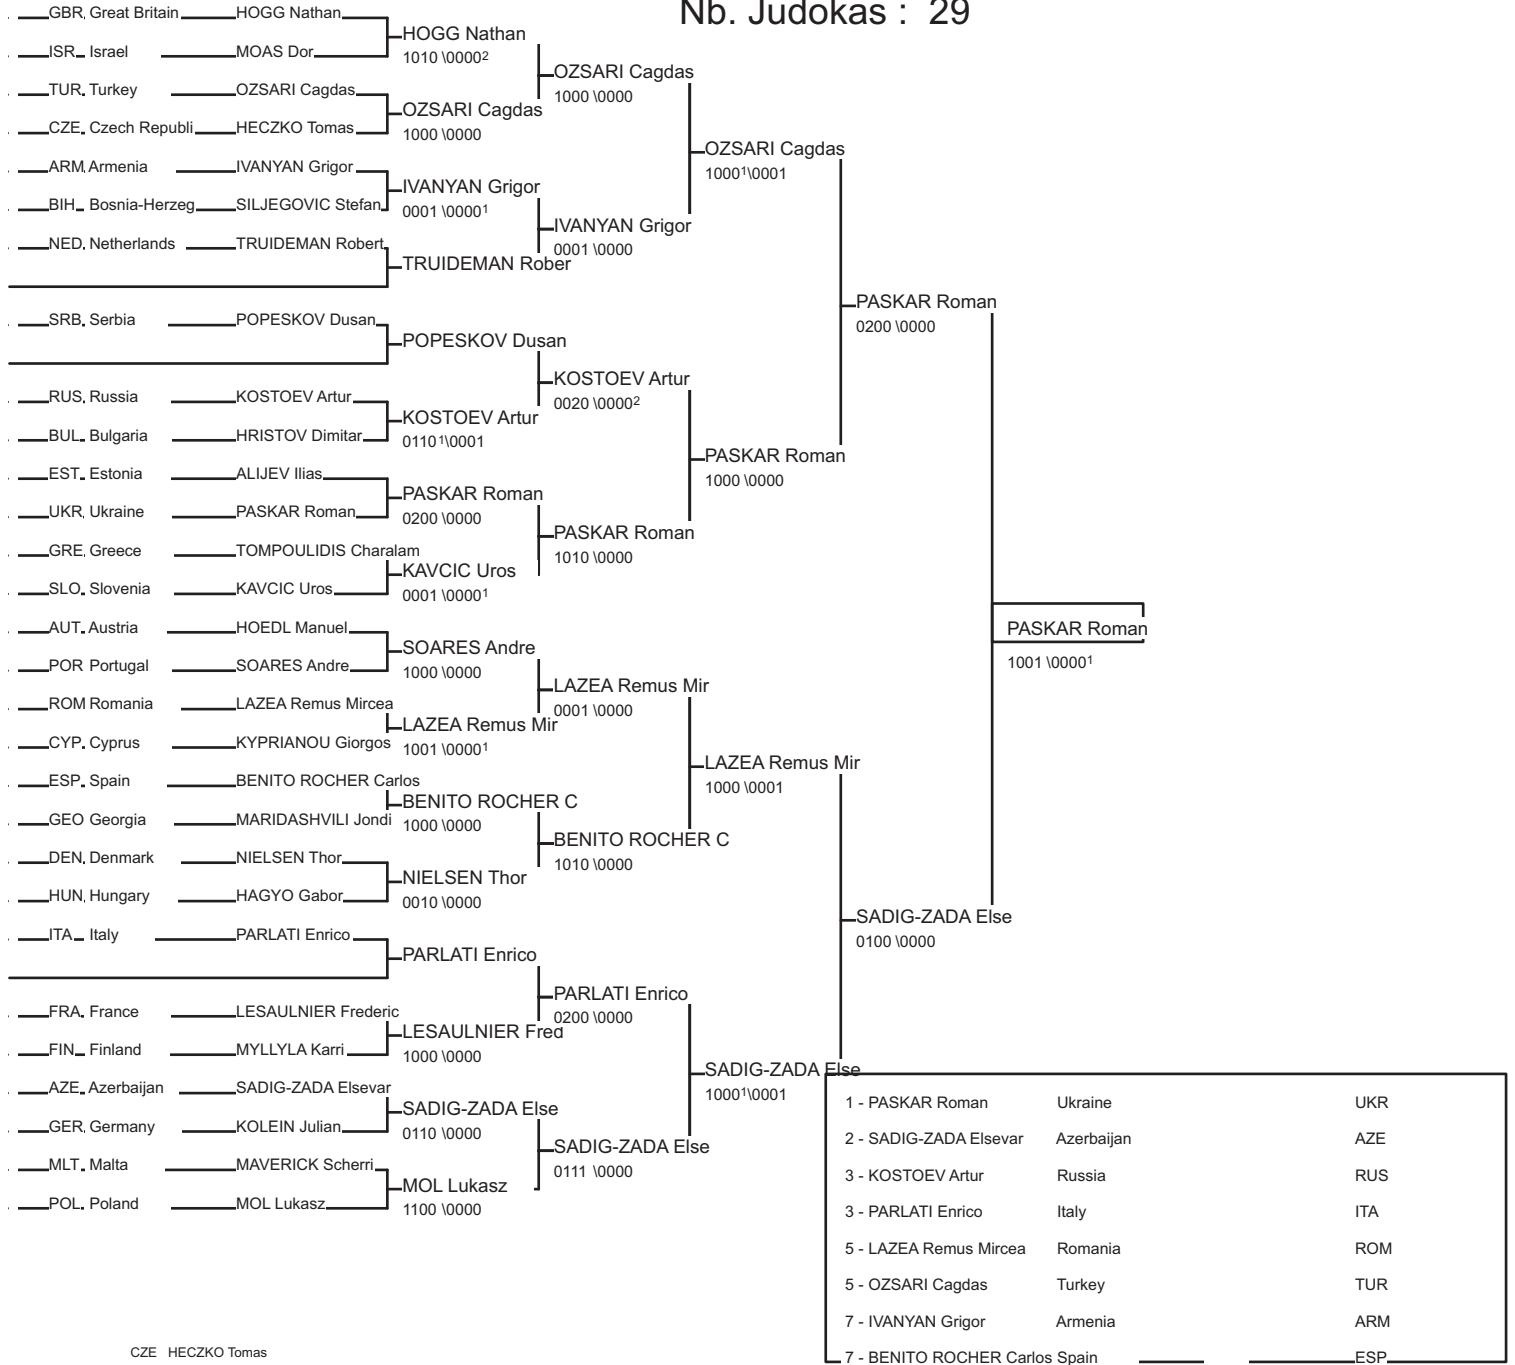 Nb. Judokas : 29
GBR Great Britain HOGG Nathan
HOGG Nathan
1010 \0000²
ISR Israel MOAS Dor
OZSARI Cagdas
1000 \0000
TUR Turkey OZSARI Cagdas
OZSARI Cagdas
1000 \0000
CZE Czech Republi HECZKO Tomas
OZSARI Cagdas
1000¹\0001
ARM Armenia IVANYAN Grigor
IVANYAN Grigor
0001 \0000¹
BIH Bosnia-Herzeg SILJEGOVIC Stefan
IVANYAN Grigor
0001 \0000
NED Netherlands TRUIDEMAN Robert
TRUIDEMAN Rober
PASKAR Roman
0200 \0000
SRB Serbia POPESKOV Dusan
POPESKOV Dusan
KOSTOEV Artur
0020 \0000²
RUS Russia KOSTOEV Artur
KOSTOEV Artur
0110¹\0001
BUL Bulgaria HRISTOV Dimitar
PASKAR Roman
1000 \0000
EST Estonia ALIJEV Ilias
PASKAR Roman
0200 \0000
UKR Ukraine PASKAR Roman
PASKAR Roman
1010 \0000
GRE Greece TOMPOULIDIS Charalam
KAVCIC Uros
0001 \0000¹
SLO Slovenia KAVCIC Uros
PASKAR Roman
1001 \0000¹
AUT Austria HOEDL Manuel
SOARES Andre
1000 \0000
POR Portugal SOARES Andre
LAZEA Remus Mir
0001 \0000
ROM Romania LAZEA Remus Mircea
LAZEA Remus Mir
1001 \0000¹
CYP Cyprus KYPRIANOU Giorgos
LAZEA Remus Mir
1000 \0001
ESP Spain BENITO ROCHER Carlos
BENITO ROCHER C
1000 \0000
GEO Georgia MARIDASHVILI Jondi
BENITO ROCHER C
1010 \0000
DEN Denmark NIELSEN Thor
NIELSEN Thor
0010 \0000
HUN Hungary HAGYO Gabor
SADIG-ZADA Else
0100 \0000
ITA Italy PARLATI Enrico
PARLATI Enrico
PARLATI Enrico
0200 \0000
FRA France LESAULNIER Frederic
LESAULNIER Fred
1000 \0000
FIN Finland MYLLYLA Karri
SADIG-ZADA Else
1000¹\0001
AZE Azerbaijan SADIG-ZADA Elsevar
SADIG-ZADA Else
0110 \0000
GER Germany KOLEIN Julian
SADIG-ZADA Else
0111 \0000
MLT Malta MAVERICK Scherri
MOL Lukasz
1100 \0000
POL Poland MOL Lukasz
1 - PASKAR Roman Ukraine UKR
2 - SADIG-ZADA Elsevar Azerbaijan AZE
3 - KOSTOEV Artur Russia RUS
3 - PARLATI Enrico Italy ITA
5 - LAZEA Remus Mircea Romania ROM
5 - OZSARI Cagdas Turkey TUR
7 - IVANYAN Grigor Armenia ARM
7 - BENITO ROCHER Carlos Spain ESP
CZE HECZKO Tomas